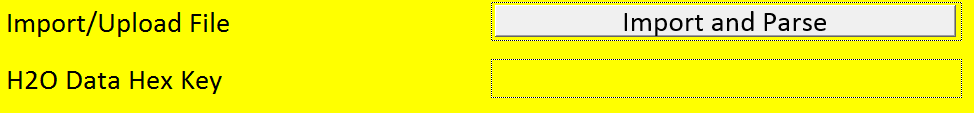 Import/Upload File Import and Parse
H2O Data Hex Key